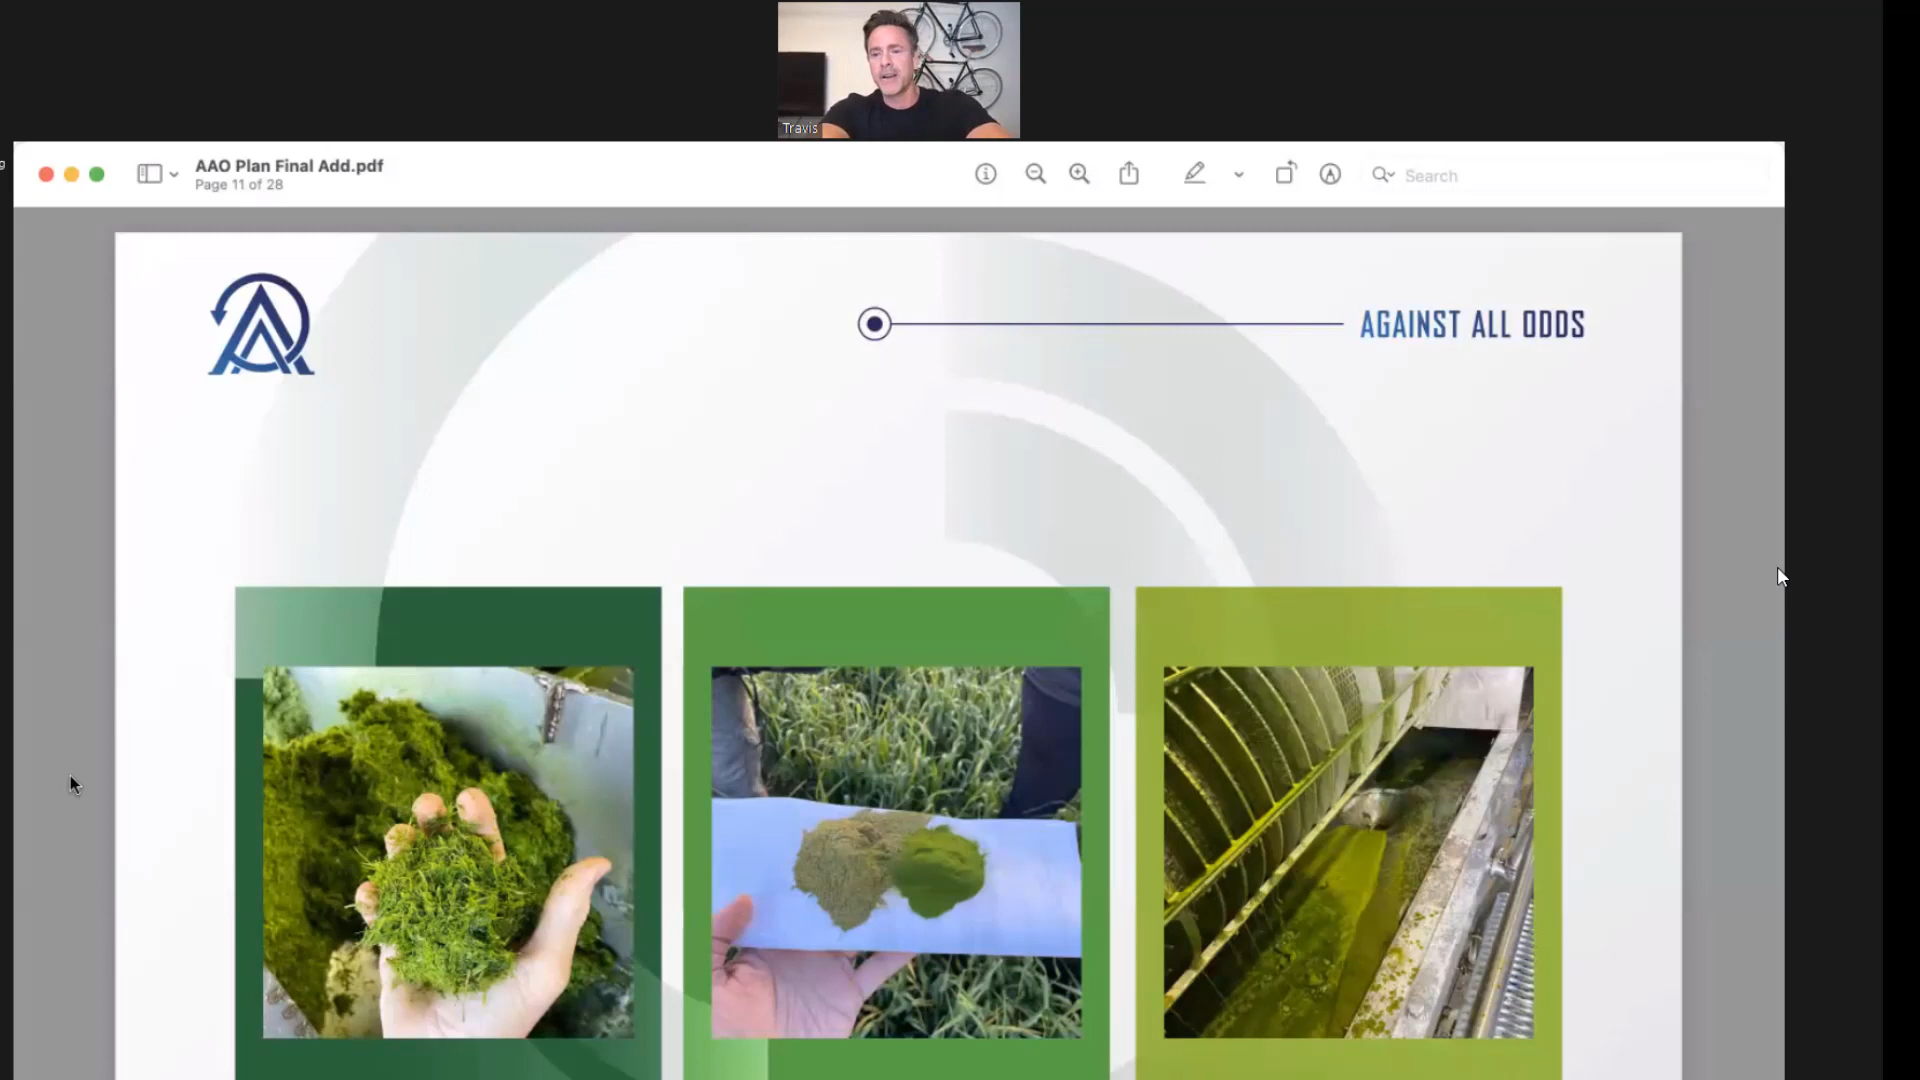 Travis
g
AAO Plan Final Add.pdf
Page 11 of 28
Search
AGAINST ALL ODDS